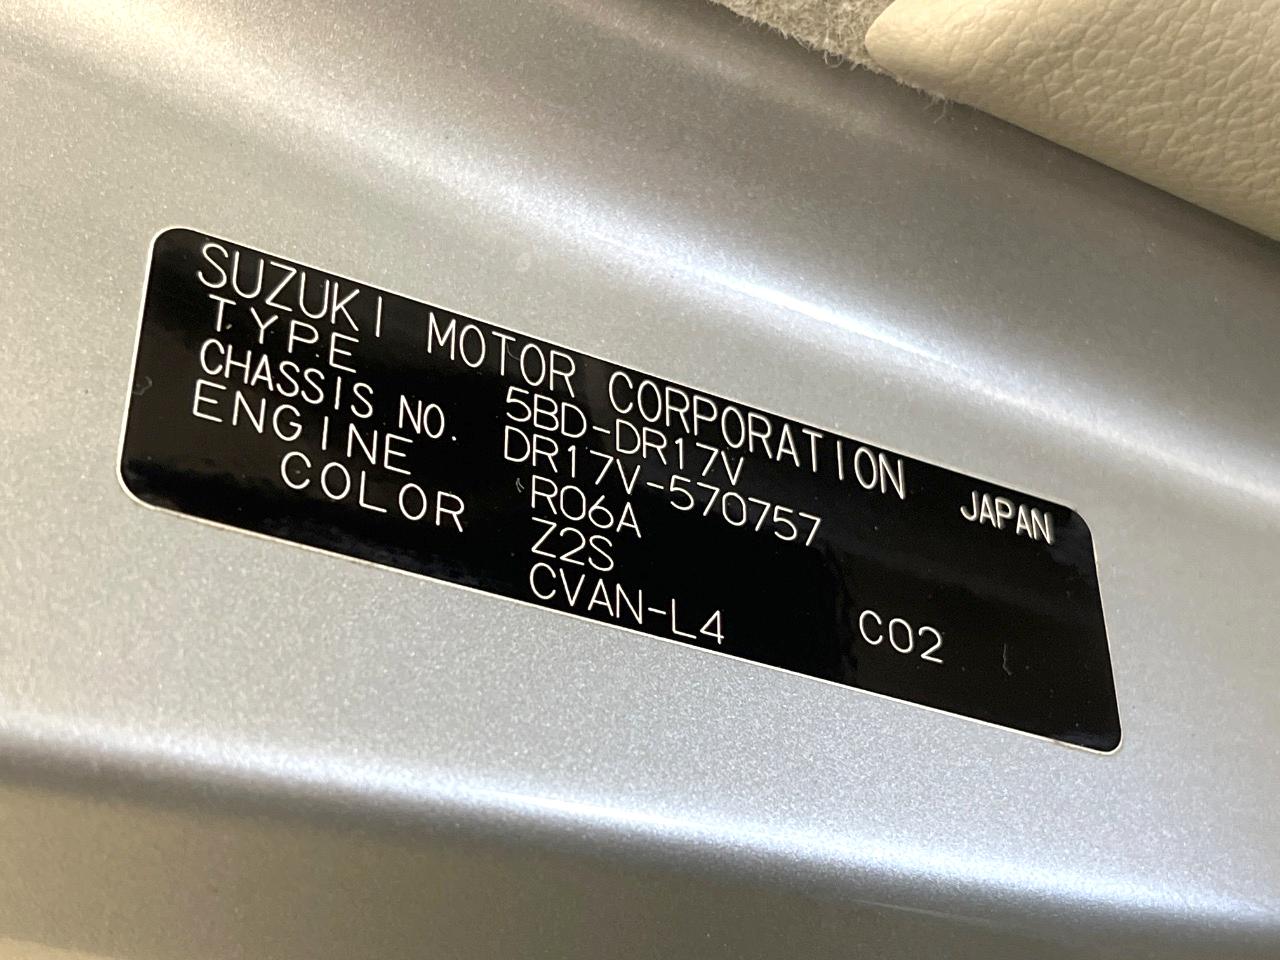 SUZUKI MOTOR CORPORATION JAPAN
TYPE 5BD-DR17V
CHASSIS NO. DR17V-570757
ENGINE R06A
COLOR Z2S
CVAN-L4 C02